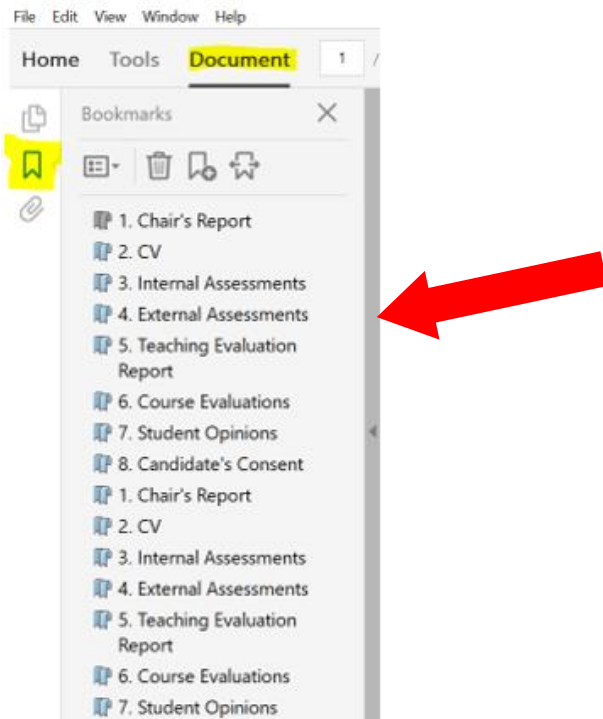 File Edit View Window Help
Home Tools Document 1 /
Bookmarks
1. Chair's Report
2. CV
3. Internal Assessments
4. External Assessments
5. Teaching Evaluation
Report
6. Course Evaluations
7. Student Opinions
8. Candidate's Consent
1. Chair's Report
2. CV
3. Internal Assessments
4. External Assessments
5. Teaching Evaluation
Report
6. Course Evaluations
7. Student Opinions